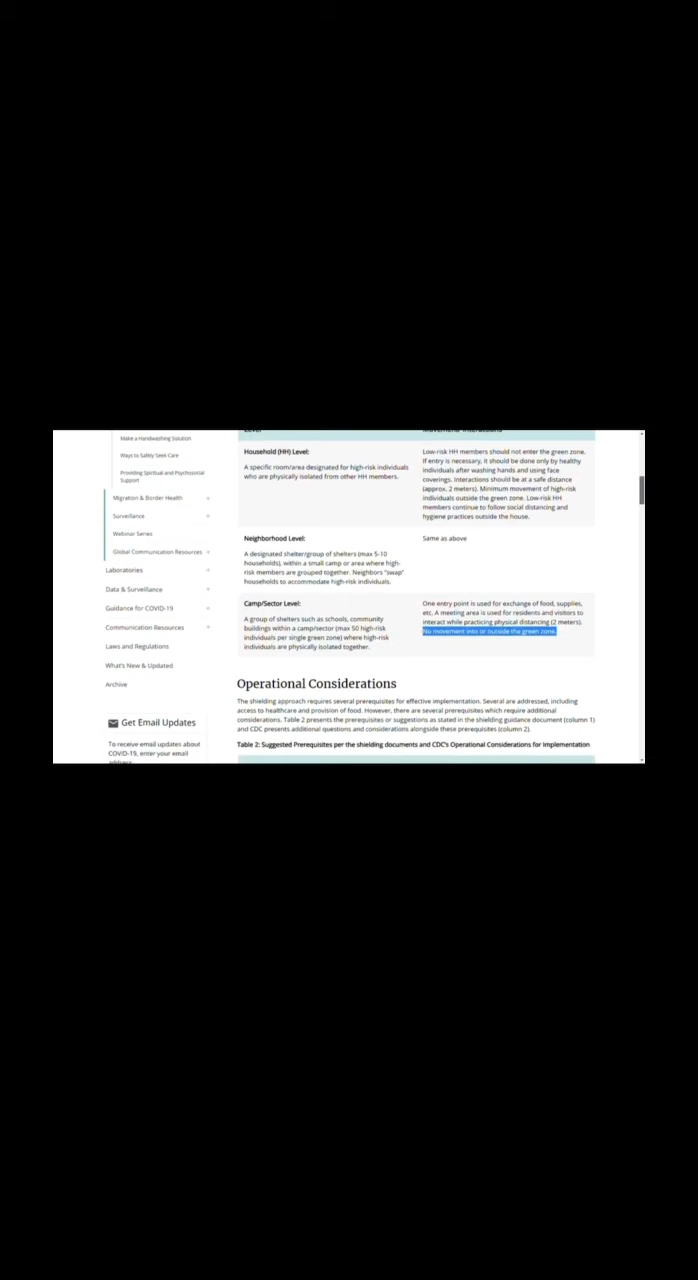 Make a Handwashing Solution
Ways to Safely Seek Care
Providing Spiritual and Psychosocial
Support
Migration & Border Health +
Surveillance +
Webinar Series
Global Communication Resources +
Laboratories +
Data & Surveillance +
Guidance for COVID-19 +
Communication Resources +
Laws and Regulations
What's New & Updated
Archive
Get Email Updates
To receive email updates about
COVID-19, enter your email
address
Level
Movement/ Interactions
Household (HH) Level:
A specific room/area designated for high-risk individuals
who are physically isolated from other HH members.
Low-risk HH members should not enter the green zone.
If entry is necessary, it should be done only by healthy
individuals after washing hands and using face
coverings. Interactions should be at a safe distance
(approx. 2 meters). Minimum movement of high-risk
individuals outside the green zone. Low-risk HH
members continue to follow social distancing and
hygiene practices outside the house.
Neighborhood Level:
A designated shelter/group of shelters (max 5-10
households), within a small camp or area where high-
risk members are grouped together. Neighbors "swap"
households to accommodate high-risk individuals.
Same as above
Camp/Sector Level:
A group of shelters such as schools, community
buildings within a camp/sector (max 50 high-risk
individuals per single green zone) where high-risk
individuals are physically isolated together.
One entry point is used for exchange of food, supplies,
etc. A meeting area is used for residents and visitors to
interact while practicing physical distancing (2 meters).
No movement into or outside the green zone.
Operational Considerations
The shielding approach requires several prerequisites for effective implementation. Several are addressed, including
access to healthcare and provision of food. However, there are several prerequisites which require additional
considerations. Table 2 presents the prerequisites or suggestions as stated in the shielding guidance document (column 1)
and CDC presents additional questions and considerations alongside these prerequisites (column 2).
Table 2: Suggested Prerequisites per the shielding documents and CDC's Operational Considerations for Implementation